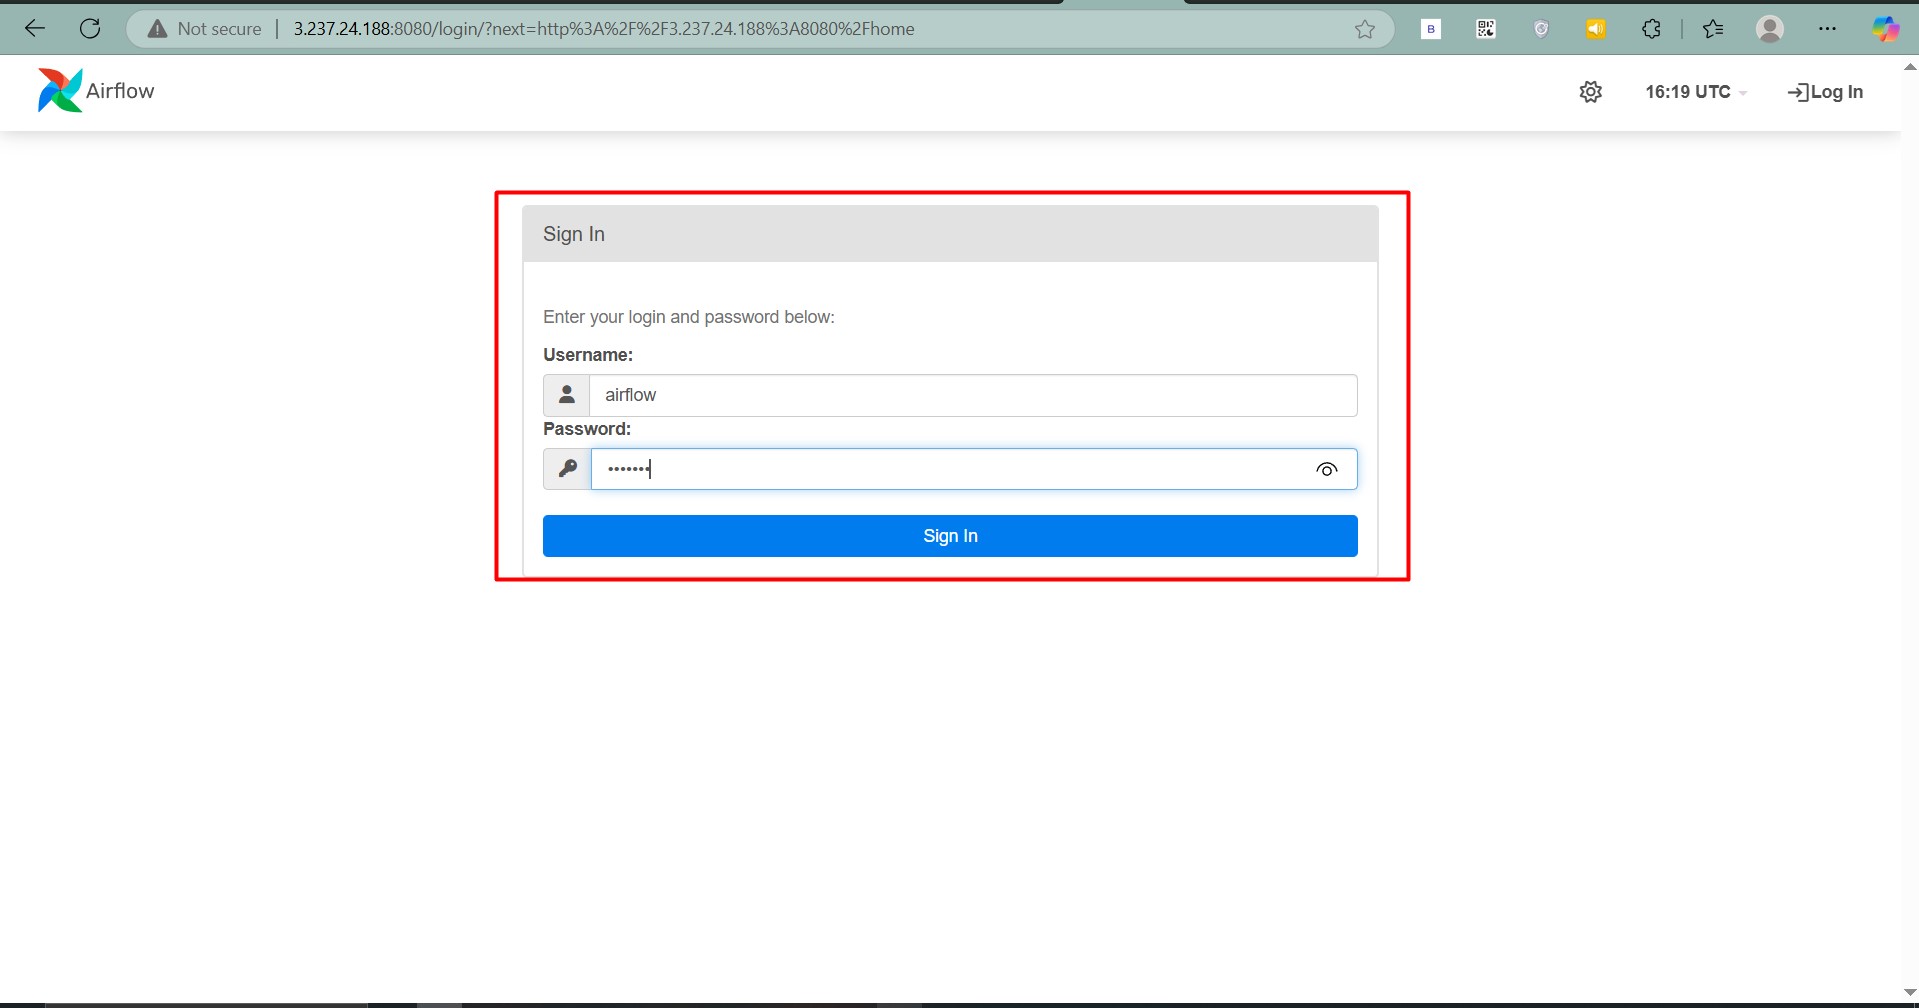 Not secure | 3.237.24.188:8080/login/?next=http%3A%2F%2F3.237.24.188%3A8080%2Fhome
B
Airflow
16:19 UTC
Log In
Sign In
Enter your login and password below:
Username:
airflow
Password:
•••••••
Sign In